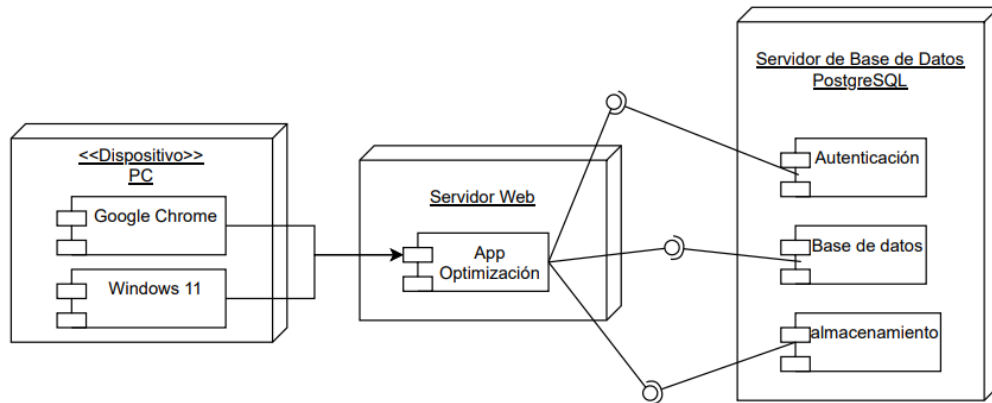 <<Dispositivo>>
PC
Google Chrome
Windows 11
Servidor Web
App
Optimización
Servidor de Base de Datos
PostgreSQL
Autenticación
Base de datos
almacenamiento